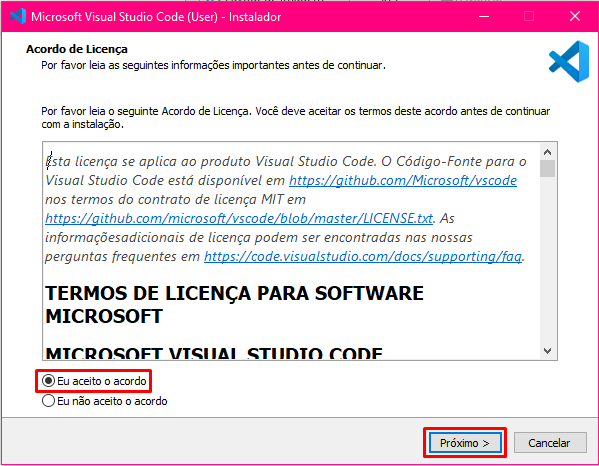 Microsoft Visual Studio Code (User) - Instalador
Acordo de Licença
Por favor leia as seguintes informações importantes antes de continuar.
Por favor leia o seguinte Acordo de Licença. Você deve aceitar os termos deste acordo antes de continuar
com a instalação.
Esta licença se aplica ao produto Visual Studio Code. O Código-Fonte para o
Visual Studio Code está disponível em https://github.com/Microsoft/vscode
nos termos do contrato de licença MIT em
https://github.com/microsoft/vscode/blob/master/LICENSE.txt. As
informaçõesadicionais de licença podem ser encontradas nas nossas
perguntas frequentes em https://code.visualstudio.com/docs/supporting/faq.
TERMOS DE LICENÇA PARA SOFTWARE
MICROSOFT
MICROSOFT VISUAL STUDIO CODE
Eu aceito o acordo
Eu não aceito o acordo
Próximo >
Cancelar